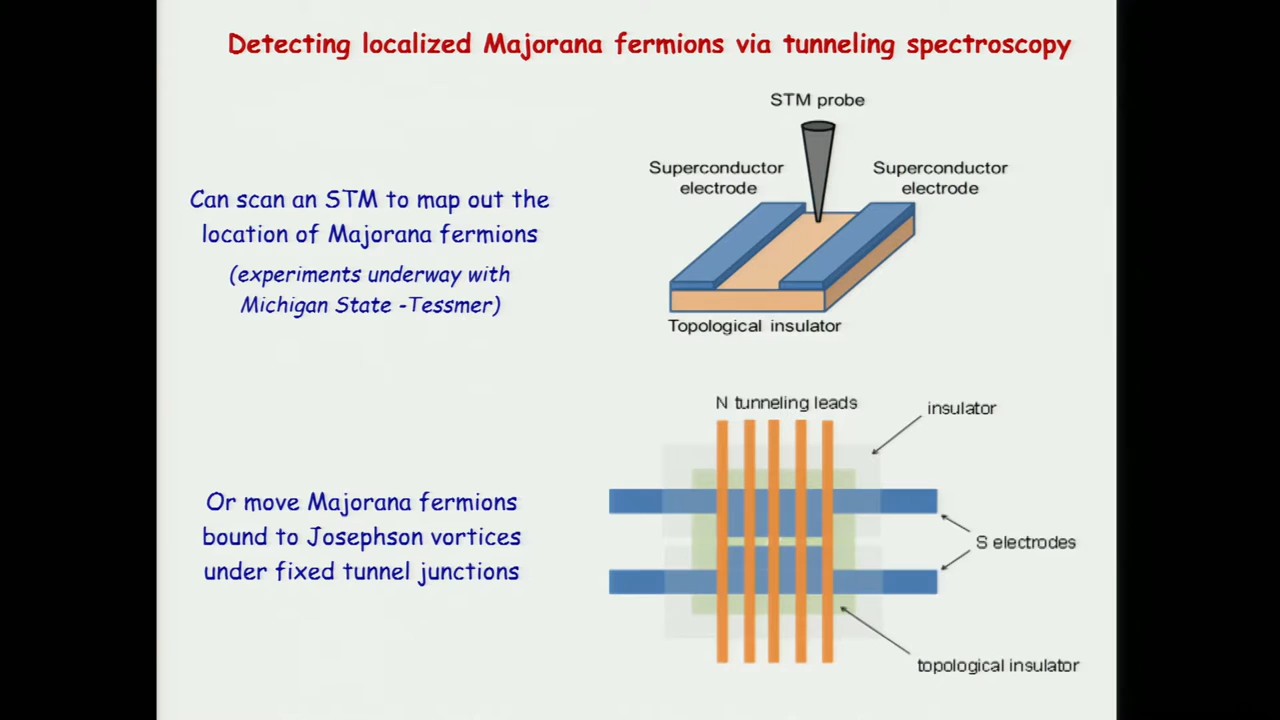 Detecting localized Majorana fermions via tunneling spectroscopy
STM probe
Superconductor
electrode
Superconductor
electrode
Can scan an STM to map out the
location of Majorana fermions
(experiments underway with
Michigan State -Tessmer)
Topological insulator
N tunneling leads
insulator
Or move Majorana fermions
bound to Josephson vortices
under fixed tunnel junctions
S electrodes
topological insulator